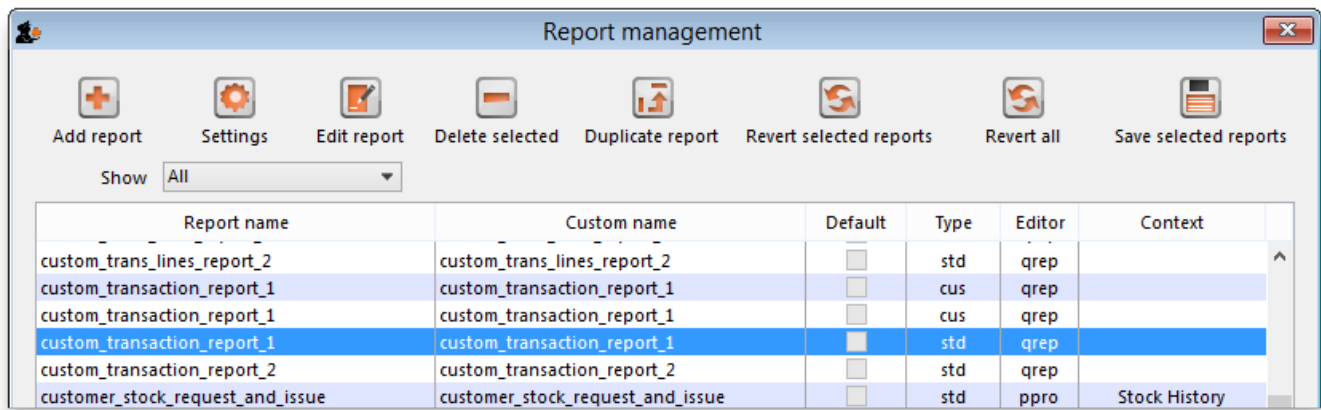 Report management
Add report Settings Edit report Delete selected Duplicate report Revert selected reports Revert all Save selected reports
Show All
Report name Custom name Default Type Editor Context
custom_trans_lines_report_2 custom_trans_lines_report_2 std qrep
custom_transaction_report_1 custom_transaction_report_1 cus qrep
custom_transaction_report_1 custom_transaction_report_1 cus qrep
custom_transaction_report_1 custom_transaction_report_1 std qrep
custom_transaction_report_2 custom_transaction_report_2 std qrep
customer_stock_request_and_issue customer_stock_request_and_issue std ppro Stock History